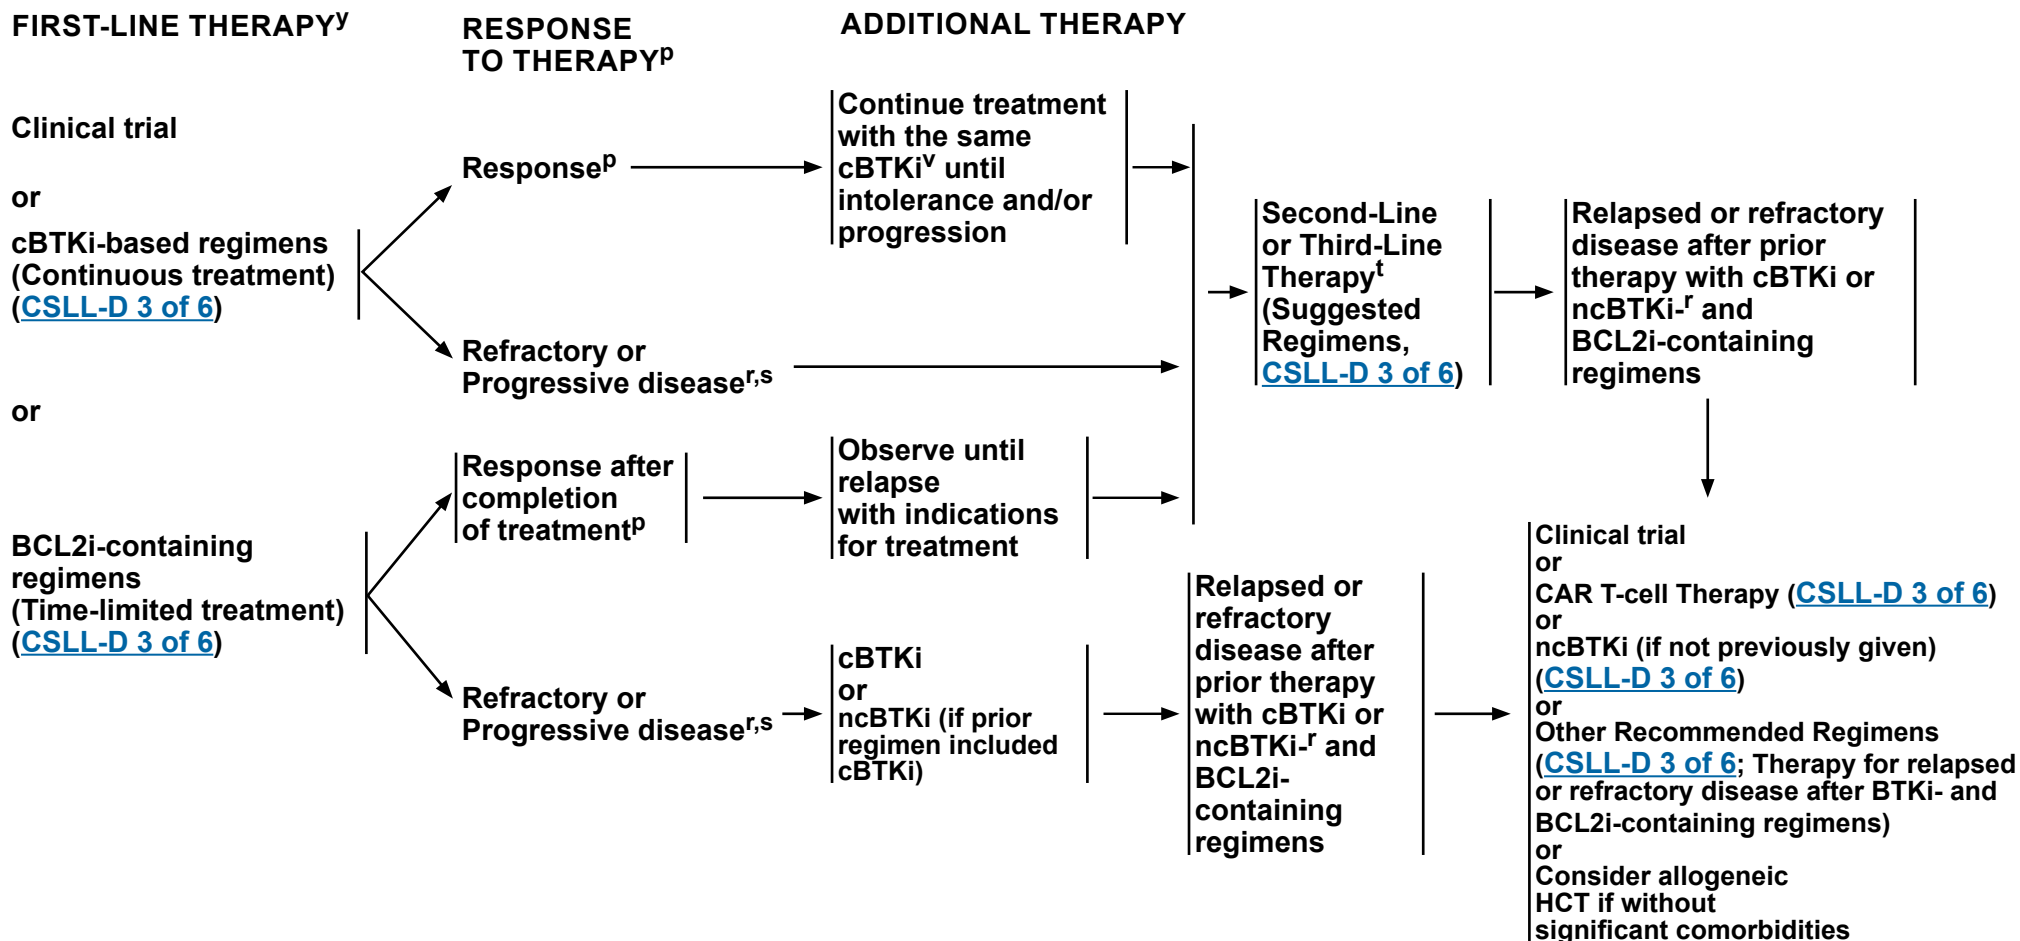 FIRST-LINE THERAPYʸ
RESPONSE
TO THERAPYᵖ
ADDITIONAL THERAPY
Clinical trial
or
cBTKi-based regimens
(Continuous treatment)
(CSLL-D 3 of 6)
or
BCL2i-containing
regimens
(Time-limited treatment)
(CSLL-D 3 of 6)
Responseᵖ
Refractory or
Progressive diseaseʳ,ˢ
Response after
completion
of treatmentᵖ
Refractory or
Progressive diseaseʳ,ˢ
Continue treatment
with the same
cBTKiᵛ until
intolerance and/or
progression
Observe until
relapse
with indications
for treatment
cBTKi
or
ncBTKi (if prior
regimen included
cBTKi)
Second-Line
or Third-Line
Therapyᵗ
(Suggested
Regimens,
CSLL-D 3 of 6)
Relapsed or refractory
disease after prior
therapy with cBTKi or
ncBTKi-ʳ and
BCL2i-containing
regimens
Relapsed or
refractory
disease after
prior therapy
with cBTKi or
ncBTKi-ʳ and
BCL2i-
containing
regimens
Clinical trial
or
CAR T-cell Therapy (CSLL-D 3 of 6)
or
ncBTKi (if not previously given)
(CSLL-D 3 of 6)
or
Other Recommended Regimens
(CSLL-D 3 of 6; Therapy for relapsed
or refractory disease after BTKi- and
BCL2i-containing regimens)
or
Consider allogeneic
HCT if without
significant comorbidities